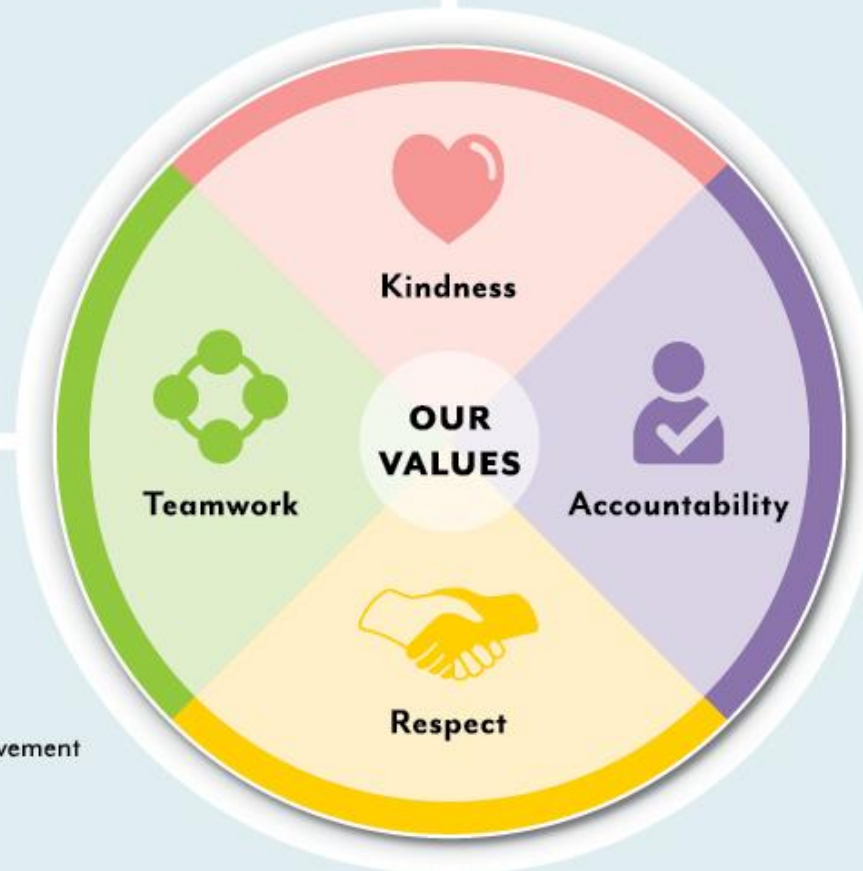 Kindness
OUR
VALUES
Teamwork
Accountability
Respect
vement